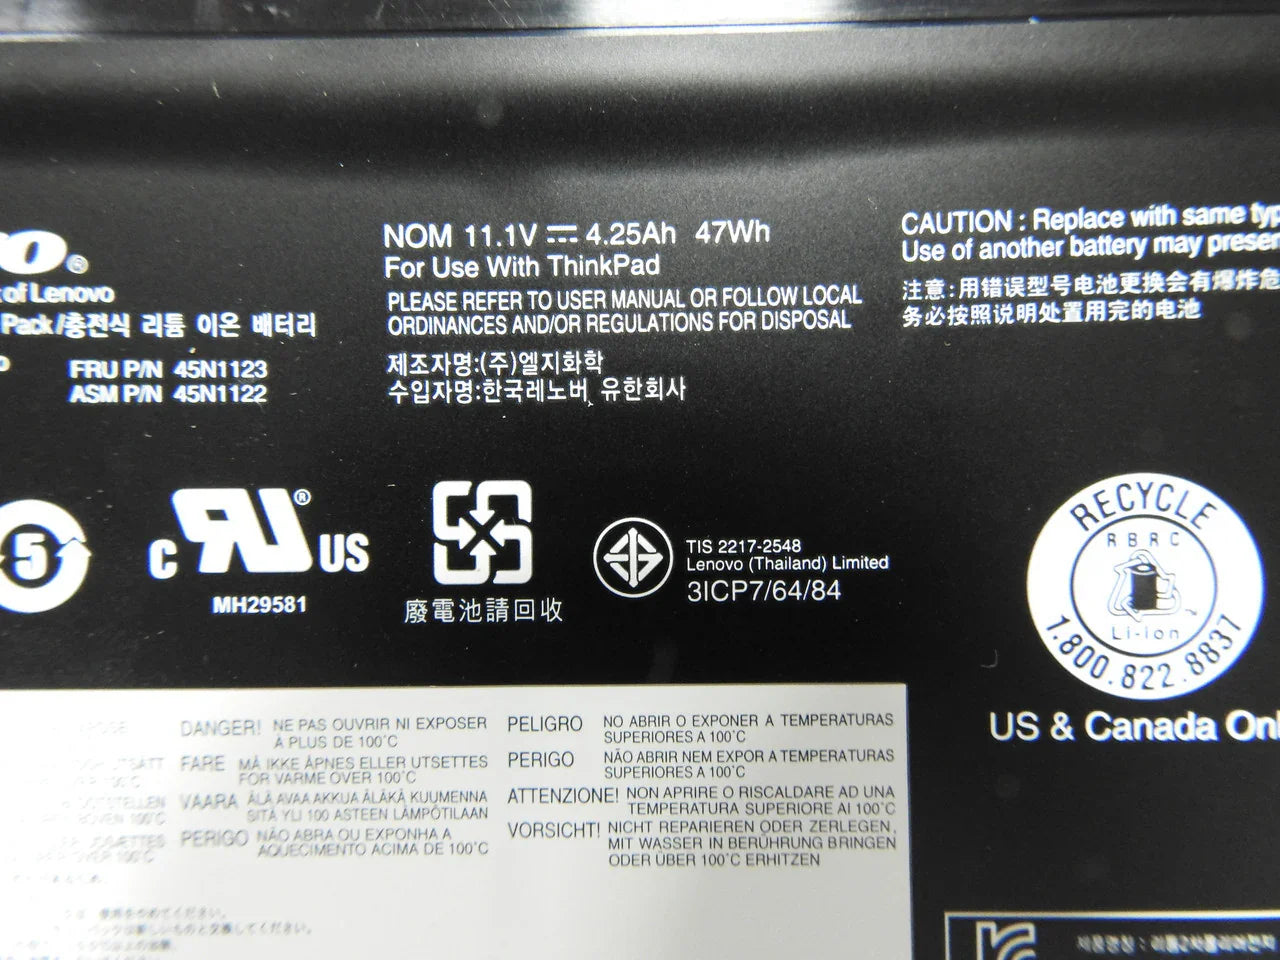 NOM 11.1V ⎓ 4.25Ah 47Wh
For Use With ThinkPad
PLEASE REFER TO USER MANUAL OR FOLLOW LOCAL
ORDINANCES AND/OR REGULATIONS FOR DISPOSAL
제조자명:(주)엘지화학
수입자명:한국레노버 유한회사
®
of Lenovo
Pack/충전식 리튬 이온 배터리
FRU P/N 45N1123
ASM P/N 45N1122
CAUTION : Replace with same
Use of another battery may
注意:用错误型号电池更换会有爆炸危
务必按照说明处置用完的电池
5
C RU® US
MH29581
廢電池請回收
TIS 2217-2548
Lenovo (Thailand) Limited
3ICP7/64/84
RECYCLE
RBRC
Li-ion
1.800.822.8837
US & Canada
DANGER! NE PAS OUVRIR NI EXPOSER
À PLUS DE 100°C
FARE MÅ IKKE ÅPNES ELLER UTSETTES
FOR VARME OVER 100°C
VAARA ÄLÄ AVAA AKKUA ÄLÄKÄ KUUMENNA
SITÄ YLI 100 ASTEEN LÄMPÖTILAAN
PERIGO NÃO ABRA OU EXPONHA A
AQUECIMENTO ACIMA DE 100°C
PELIGRO NO ABRIR O EXPONER A TEMPERATURAS
SUPERIORES A 100°C
PERIGO NÃO ABRIR NEM EXPOR A TEMPERATURAS
SUPERIORES A 100°C
ATTENZIONE! NON APRIRE O RISCALDARE AD UNA
TEMPERATURA SUPERIORE AI 100°C
VORSICHT! NICHT REPARIEREN ODER ZERLEGEN,
MIT WASSER IN BERÜHRUNG BRINGEN
ODER ÜBER 100°C ERHITZEN